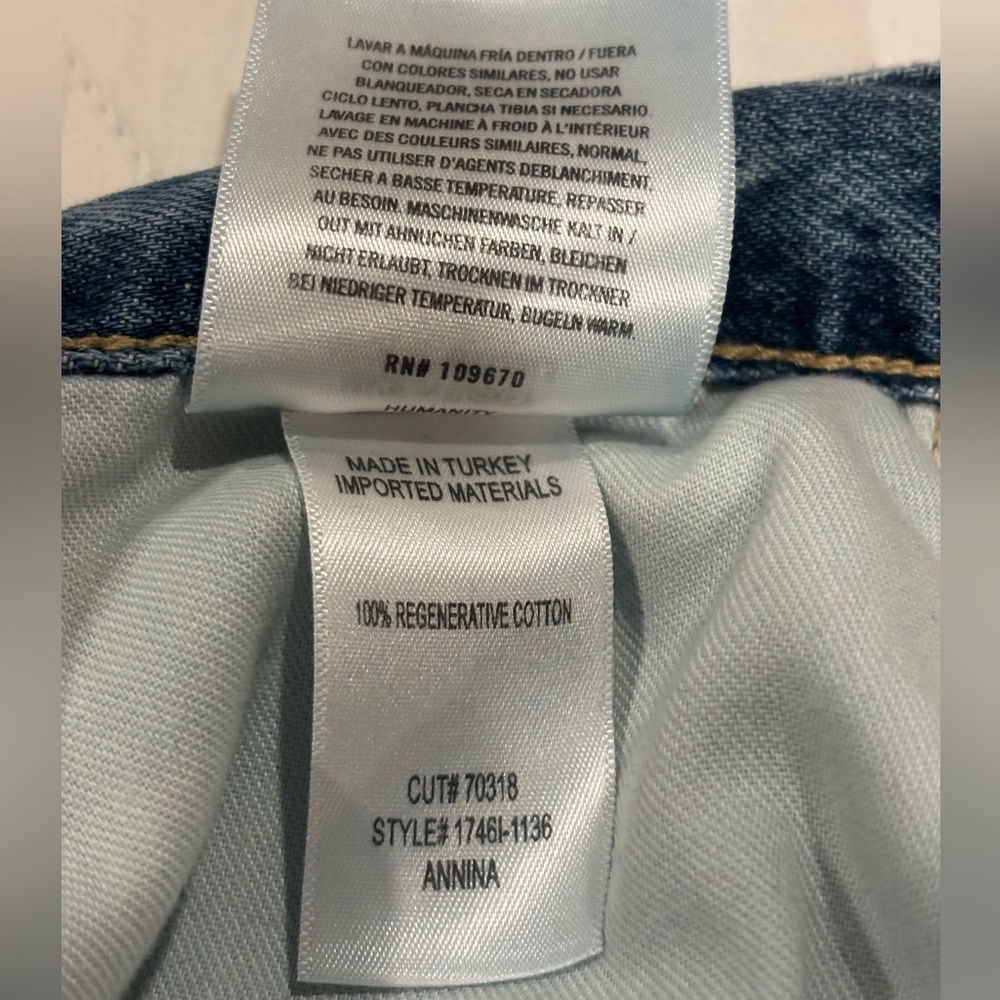 LAVAR A MÁQUINA FRÍA DENTRO / FUERA
CON COLORES SIMILARES, NO USAR
BLANQUEADOR, SECA EN SECADORA
CICLO LENTO, PLANCHA TIBIA SI NECESARIO
LAVAGE EN MACHINE À FROID À L'INTÉRIEUR
AVEC DES COULEURS SIMILAIRES, NORMAL,
NE PAS UTILISER D'AGENTS DEBLANCHIMENT,
SECHER A BASSE TEMPERATURE, REPASSER
AU BESOIN. MASCHINENWASCHE KALT IN /
OUT MIT AHNLICHEN FARBEN, BLEICHEN
NICHT ERLAUBT, TROCKNEN IM TROCKNER
BEI NIEDRIGER TEMPERATUR, BUGELN WARM.
RN# 109670
HUMANITY
MADE IN TURKEY
IMPORTED MATERIALS
100% REGENERATIVE COTTON
CUT# 70318
STYLE# 1746I-1136
ANNINA